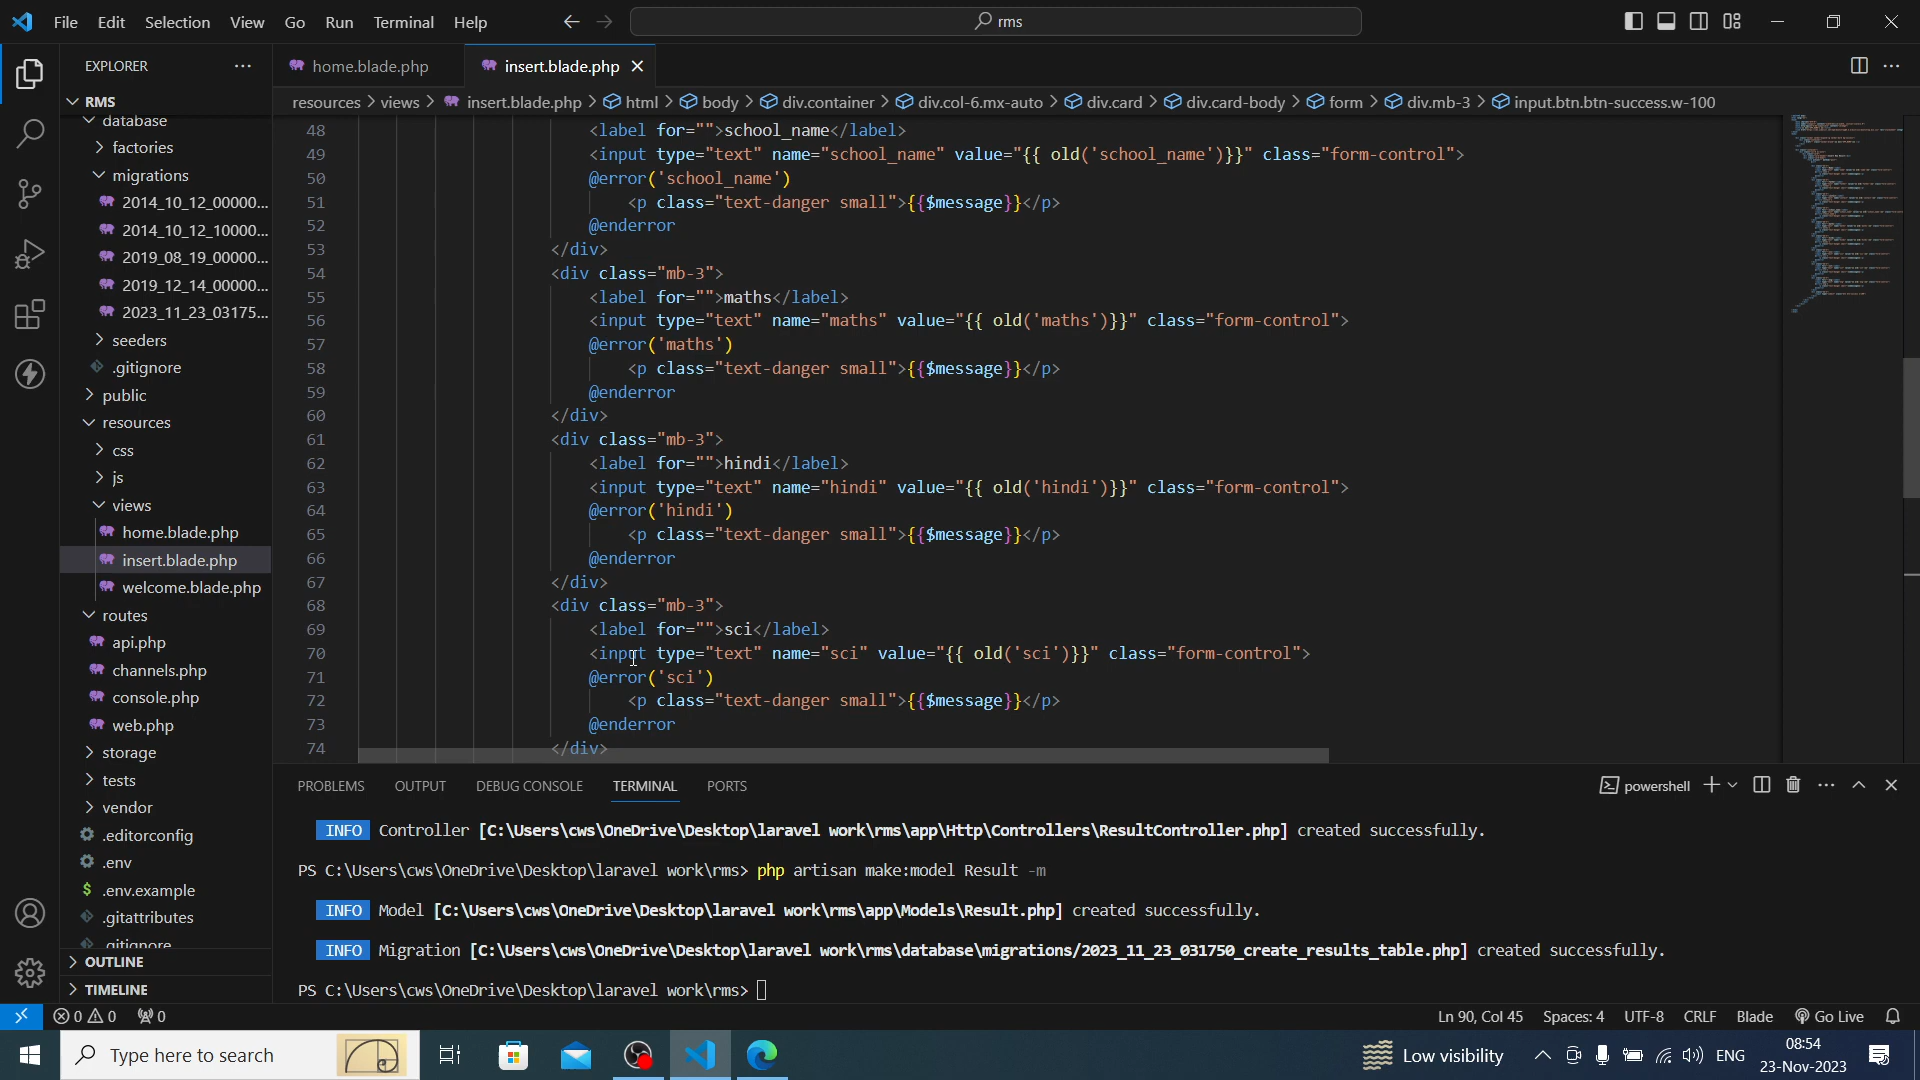 File Edit Selection View Go Run Terminal Help
rms
EXPLORER
home.blade.php
insert.blade.php
RMS
resources > views > insert.blade.php > html > body > div.container > div.col-6.mx-auto > div.card > div.card-body > form > div.mb-3 > input.btn.btn-success.w-100
database
factories
migrations
2014_10_12_00000...
2014_10_12_10000...
2019_08_19_00000...
2019_12_14_00000...
2023_11_23_03175...
seeders
.gitignore
public
resources
css
js
views
home.blade.php
insert.blade.php
welcome.blade.php
routes
api.php
channels.php
console.php
web.php
storage
tests
vendor
.editorconfig
.env
.env.example
.gitattributes
.gitignore
OUTLINE
TIMELINE
48 <label for="">school_name</label>
49 <input type="text" name="school_name" value="{{ old('school_name')}}" class="form-control">
50 @error('school_name')
51 <p class="text-danger small">{{$message}}</p>
52 @enderror
53 </div>
54 <div class="mb-3">
55 <label for="">maths</label>
56 <input type="text" name="maths" value="{{ old('maths')}}" class="form-control">
57 @error('maths')
58 <p class="text-danger small">{{$message}}</p>
59 @enderror
60 </div>
61 <div class="mb-3">
62 <label for="">hindi</label>
63 <input type="text" name="hindi" value="{{ old('hindi')}}" class="form-control">
64 @error('hindi')
65 <p class="text-danger small">{{$message}}</p>
66 @enderror
67 </div>
68 <div class="mb-3">
69 <label for="">sci</label>
70 <input type="text" name="sci" value="{{ old('sci')}}" class="form-control">
71 @error('sci')
72 <p class="text-danger small">{{$message}}</p>
73 @enderror
74 </div>
PROBLEMS OUTPUT DEBUG CONSOLE TERMINAL PORTS
powershell
INFO Controller [C:\Users\cws\OneDrive\Desktop\laravel work\rms\app\Http\Controllers\ResultController.php] created successfully.
PS C:\Users\cws\OneDrive\Desktop\laravel work\rms> php artisan make:model Result -m
INFO Model [C:\Users\cws\OneDrive\Desktop\laravel work\rms\app\Models\Result.php] created successfully.
INFO Migration [C:\Users\cws\OneDrive\Desktop\laravel work\rms\database\migrations/2023_11_23_031750_create_results_table.php] created successfully.
PS C:\Users\cws\OneDrive\Desktop\laravel work\rms>
0 0 0
Ln 90, Col 45 Spaces: 4 UTF-8 CRLF Blade Go Live
Type here to search
Low visibility
ENG
08:54
23-Nov-2023